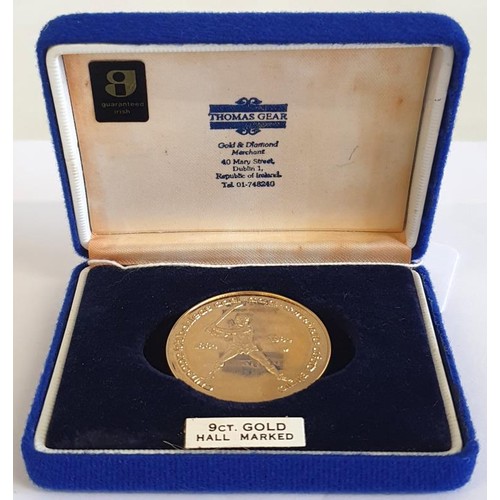 guaranteed
irish
THOMAS GEAR
Gold & Diamond
Merchant
40 Mary Street,
Dublin 1,
Republic of Ireland.
Tel. 01-748240
9CT. GOLD
HALL MARKED